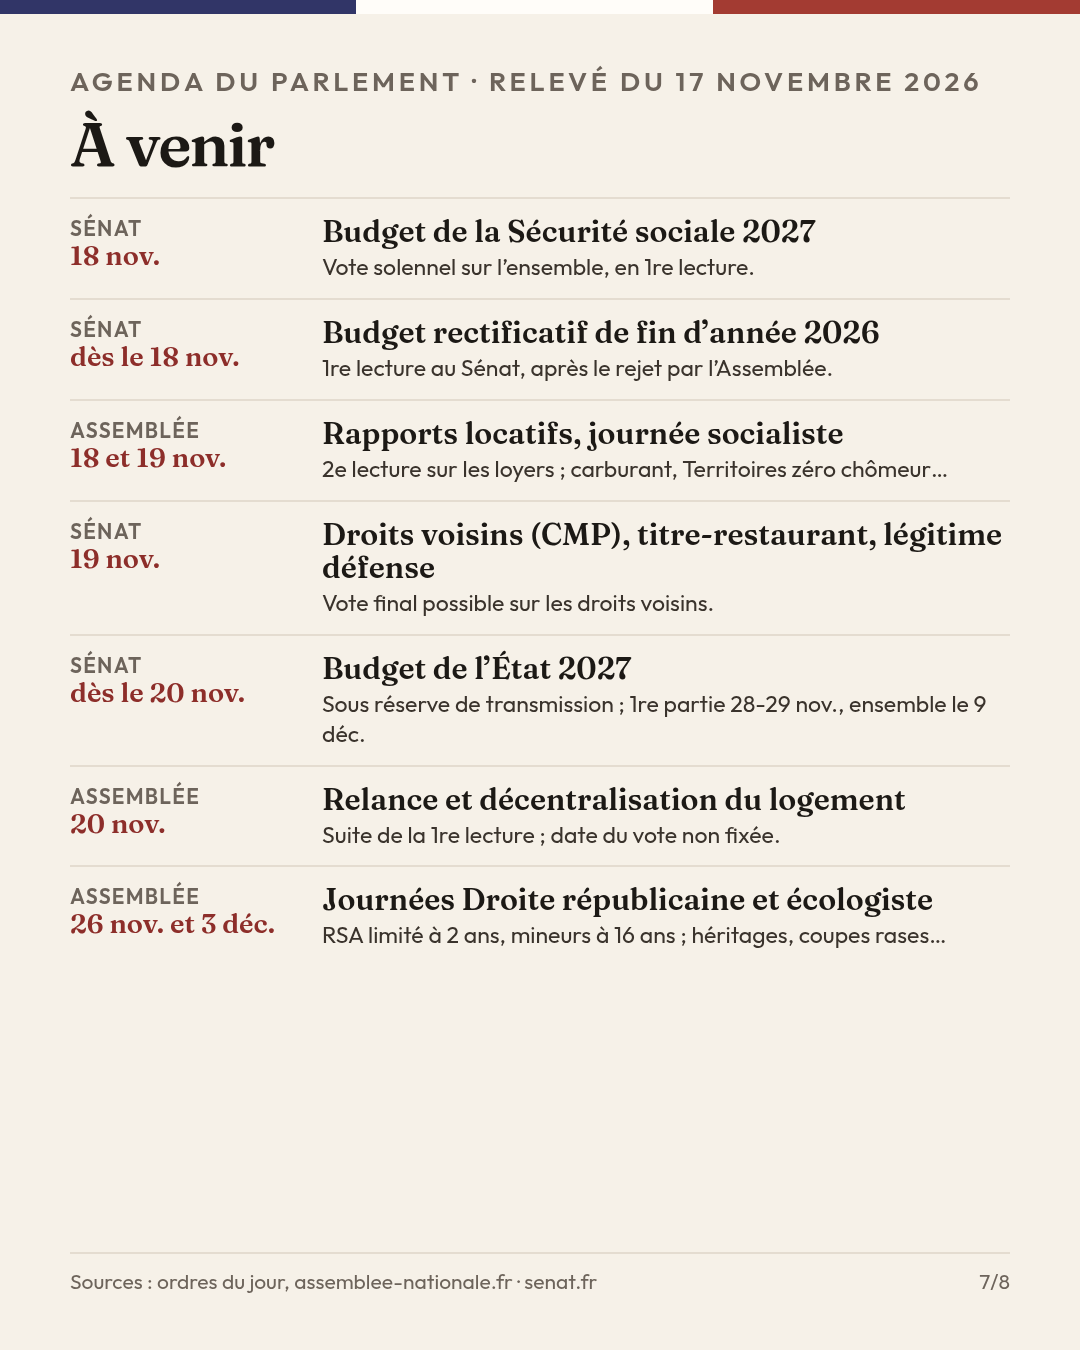 AGENDA DU PARLEMENT · RELEVÉ DU 17 NOVEMBRE 2026
À venir
SÉNAT
18 nov.
Budget de la Sécurité sociale 2027
Vote solennel sur l’ensemble, en 1re lecture.
SÉNAT
dès le 18 nov.
Budget rectificatif de fin d’année 2026
1re lecture au Sénat, après le rejet par l’Assemblée.
ASSEMBLÉE
18 et 19 nov.
Rapports locatifs, journée socialiste
2e lecture sur les loyers ; carburant, Territoires zéro chômeur…
SÉNAT
19 nov.
Droits voisins (CMP), titre-restaurant, légitime
défense
Vote final possible sur les droits voisins.
SÉNAT
dès le 20 nov.
Budget de l’État 2027
Sous réserve de transmission ; 1re partie 28-29 nov., ensemble le 9
déc.
ASSEMBLÉE
20 nov.
Relance et décentralisation du logement
Suite de la 1re lecture ; date du vote non fixée.
ASSEMBLÉE
26 nov. et 3 déc.
Journées Droite républicaine et écologiste
RSA limité à 2 ans, mineurs à 16 ans ; héritages, coupes rases…
Sources : ordres du jour, assemblee-nationale.fr · senat.fr
7/8